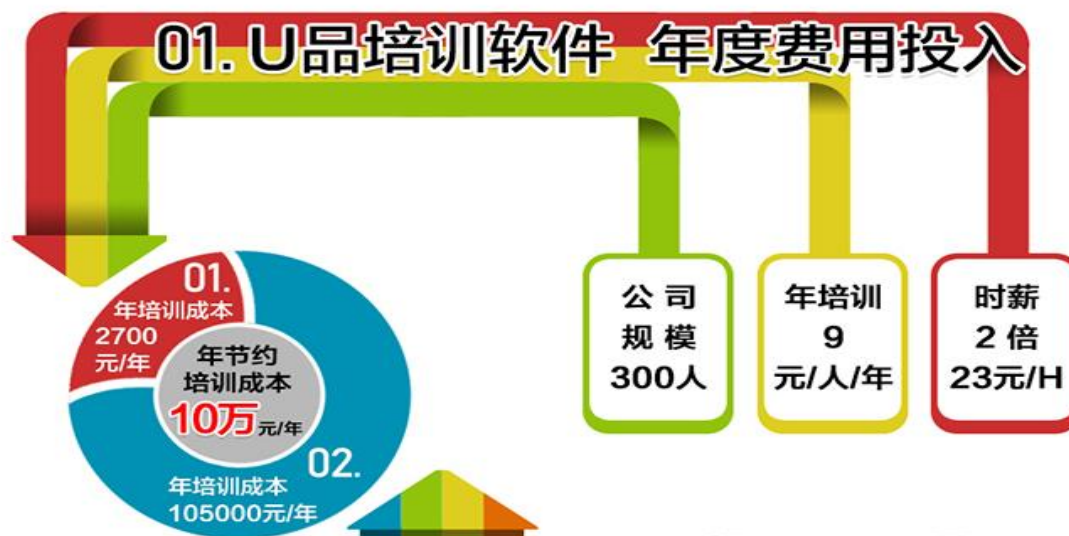 01. U品培训软件 年度费用投入
01.
年培训成本
2700
元/年
年节约
培训成本
10万元/年
02.
年培训成本
105000元/年
公司
规模
300人
年培训
9
元/人/年
时薪
2倍
23元/H